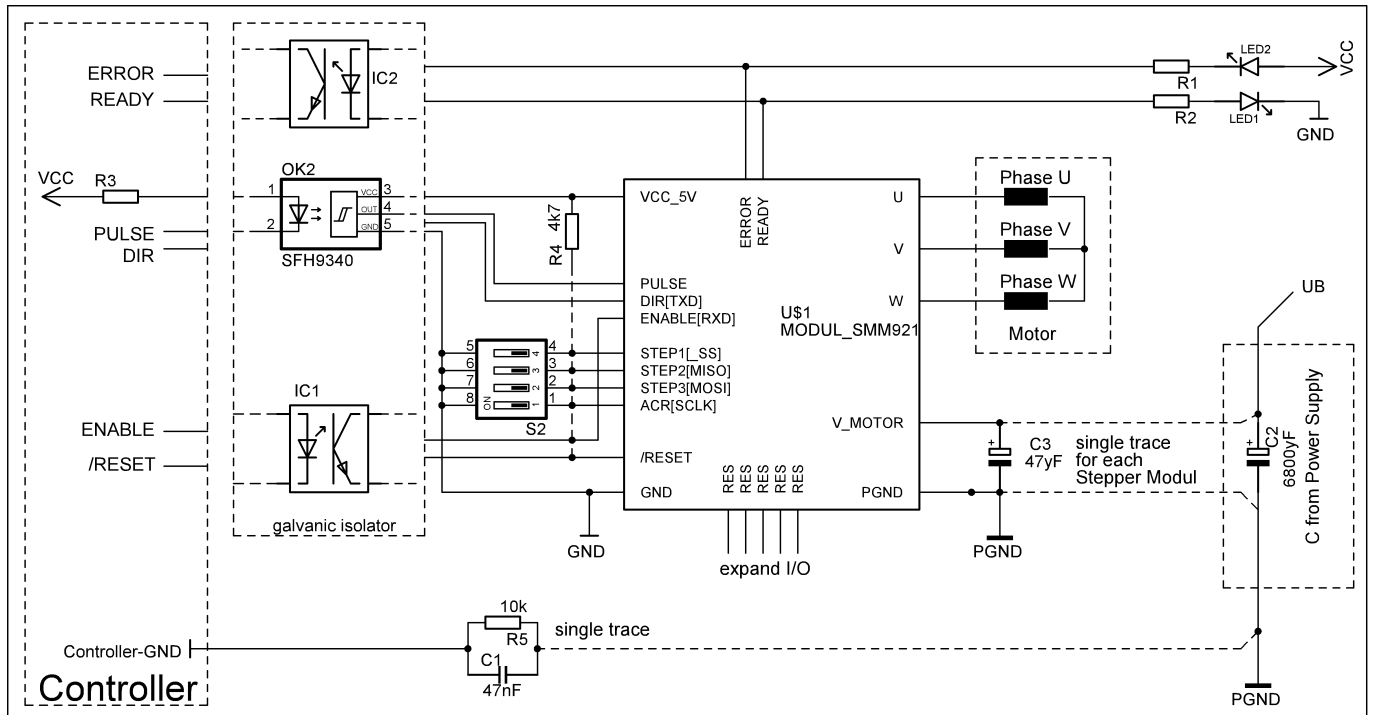 ERROR
READY
IC2
R1
LED2
VCC
R2
LED1
GND
VCC
R3
PULSE
DIR
OK2
1
2
VCC
OUT
GND
3
4
5
SFH9340
R4
4k7
VCC_5V
ERROR
READY
PULSE
DIR[TXD]
ENABLE[RXD]
STEP1[_SS]
STEP2[MISO]
STEP3[MOSI]
ACR[SCLK]
/RESET
GND
U
V
W
U$1
MODUL_SMM921
V_MOTOR
PGND
RES
RES
RES
RES
RES
expand I/O
Phase U
Phase V
Phase W
Motor
5
6
7
8
4
3
2
1
ON
4
3
2
1
S2
IC1
ENABLE
/RESET
galvanic isolator
GND
+
C3
47yF
single trace
for each
Stepper Modul
PGND
UB
+
C2
6800yF
C from Power Supply
10k
R5
C1
47nF
single trace
PGND
Controller-GND
Controller